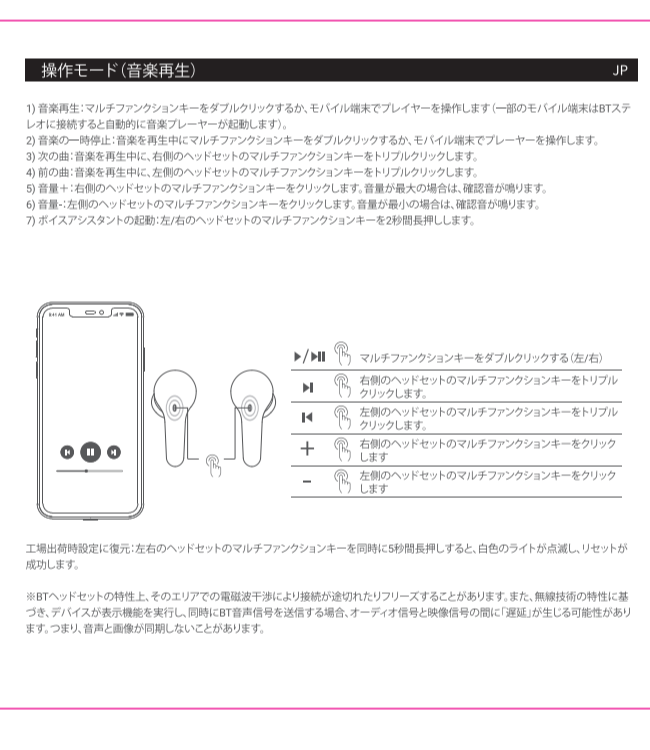 操作モード（音楽再生）
JP
1) 音楽再生：マルチファンクションキーをダブルクリックするか、モバイル端末でプレイヤーを操作します（一部のモバイル端末はBTステ
レオに接続すると自動的に音楽プレーヤーが起動します）。
2) 音楽の一時停止：音楽を再生中にマルチファンクションキーをダブルクリックするか、モバイル端末でプレーヤーを操作します。
3) 次の曲：音楽を再生中に、右側のヘッドセットのマルチファンクションキーをトリプルクリックします。
4) 前の曲：音楽を再生中に、左側のヘッドセットのマルチファンクションキーをトリプルクリックします。
5) 音量＋：右側のヘッドセットのマルチファンクションキーをクリックします。音量が最大の場合は、確認音が鳴ります。
6) 音量-：左側のヘッドセットのマルチファンクションキーをクリックします。音量が最小の場合は、確認音が鳴ります。
7) ボイスアシスタントの起動：左/右のヘッドセットのマルチファンクションキーを2秒間長押しします。
9:41 AM
マルチファンクションキーをダブルクリックする（左/右）
右側のヘッドセットのマルチファンクションキーをトリプル
クリックします。
左側のヘッドセットのマルチファンクションキーをトリプル
クリックします。
+ 右側のヘッドセットのマルチファンクションキーをクリック
します
- 左側のヘッドセットのマルチファンクションキーをクリック
します
工場出荷時設定に復元：左右のヘッドセットのマルチファンクションキーを同時に5秒間長押しすると、白色のライトが点滅し、リセットが
成功します。
※BTヘッドセットの特性上、そのエリアでの電磁波干渉により接続が途切れたりフリーズすることがあります。また、無線技術の特性に基
づき、デバイスが表示機能を実行し、同時にBT音声信号を送信する場合、オーディオ信号と映像信号の間に「遅延」が生じる可能性があり
ます。つまり、音声と画像が同期しないことがあります。